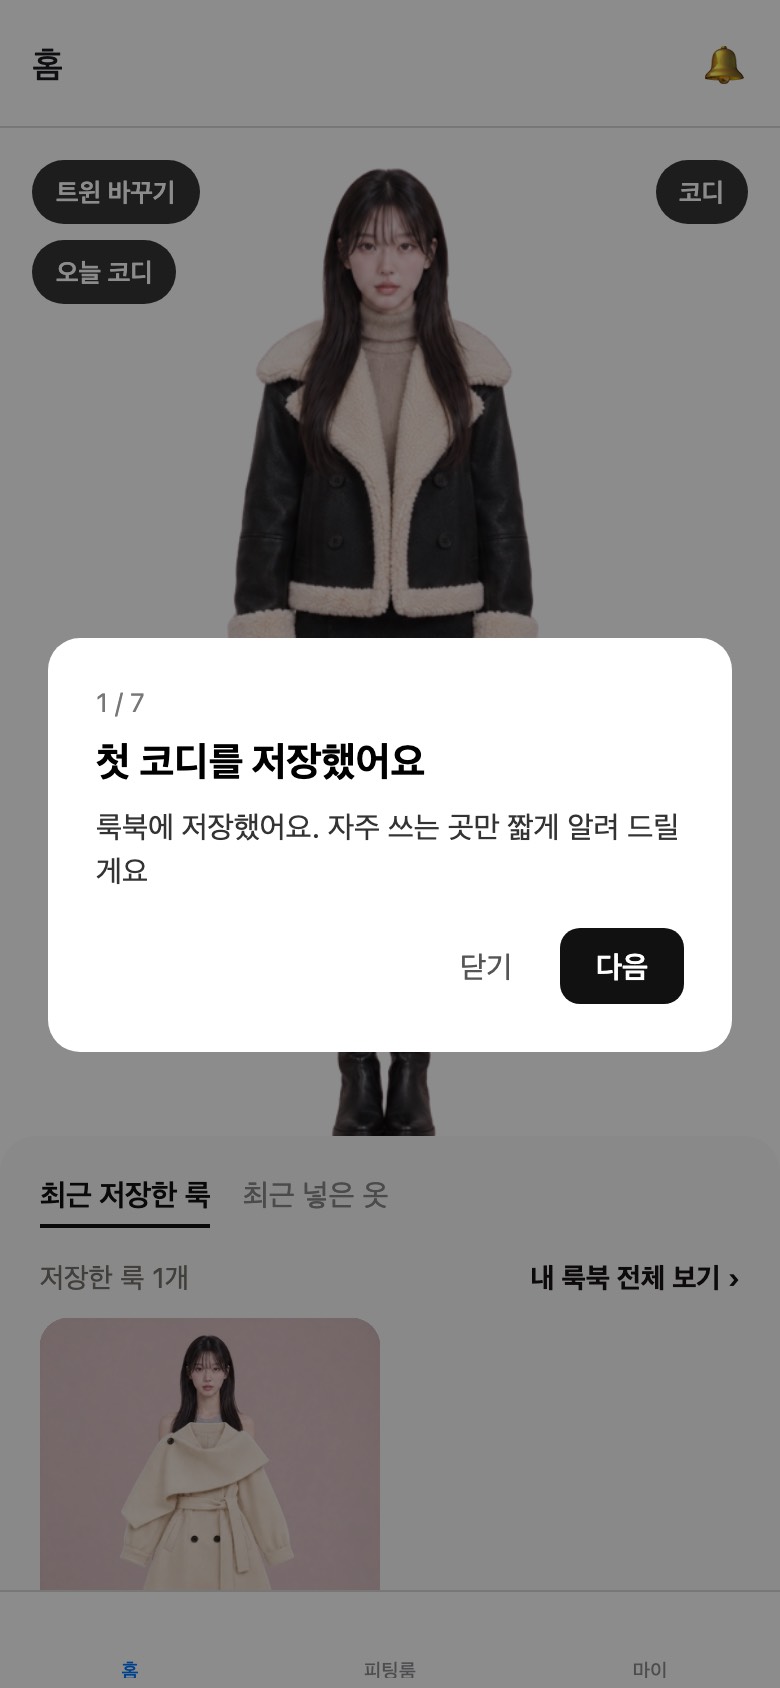 홈
트윈 바꾸기
코디
오늘 코디
1 / 7
첫 코디를 저장했어요
룩북에 저장했어요. 자주 쓰는 곳만 짧게 알려 드릴
게요
닫기
다음
최근 저장한 룩
최근 넣은 옷
저장한 룩 1개
내 룩북 전체 보기 ›
홈
피팅룸
마이